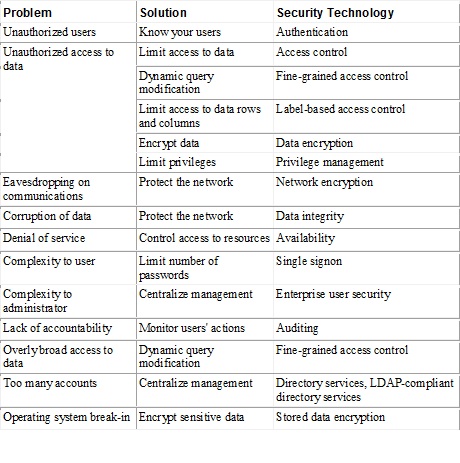 Problem Solution Security Technology
Unauthorized users Know your users Authentication
Unauthorized access to Limit access to data Access control
data
Dynamic query Fine-grained access control
modification
Limit access to data rows Label-based access control
and columns
Encrypt data Data encryption
Limit privileges Privilege management
Eavesdropping on Protect the network Network encryption
communications
Corruption of data Protect the network Data integrity
Denial of service Control access to resources Availability
Complexity to user Limit number of Single signon
passwords
Complexity to Centralize management Enterprise user security
administrator
Lack of accountability Monitor users' actions Auditing
Overly broad access to Dynamic query Fine-grained access control
data modification
Too many accounts Centralize management Directory services, LDAP-compliant
directory services
Operating system break-in Encrypt sensitive data Stored data encryption